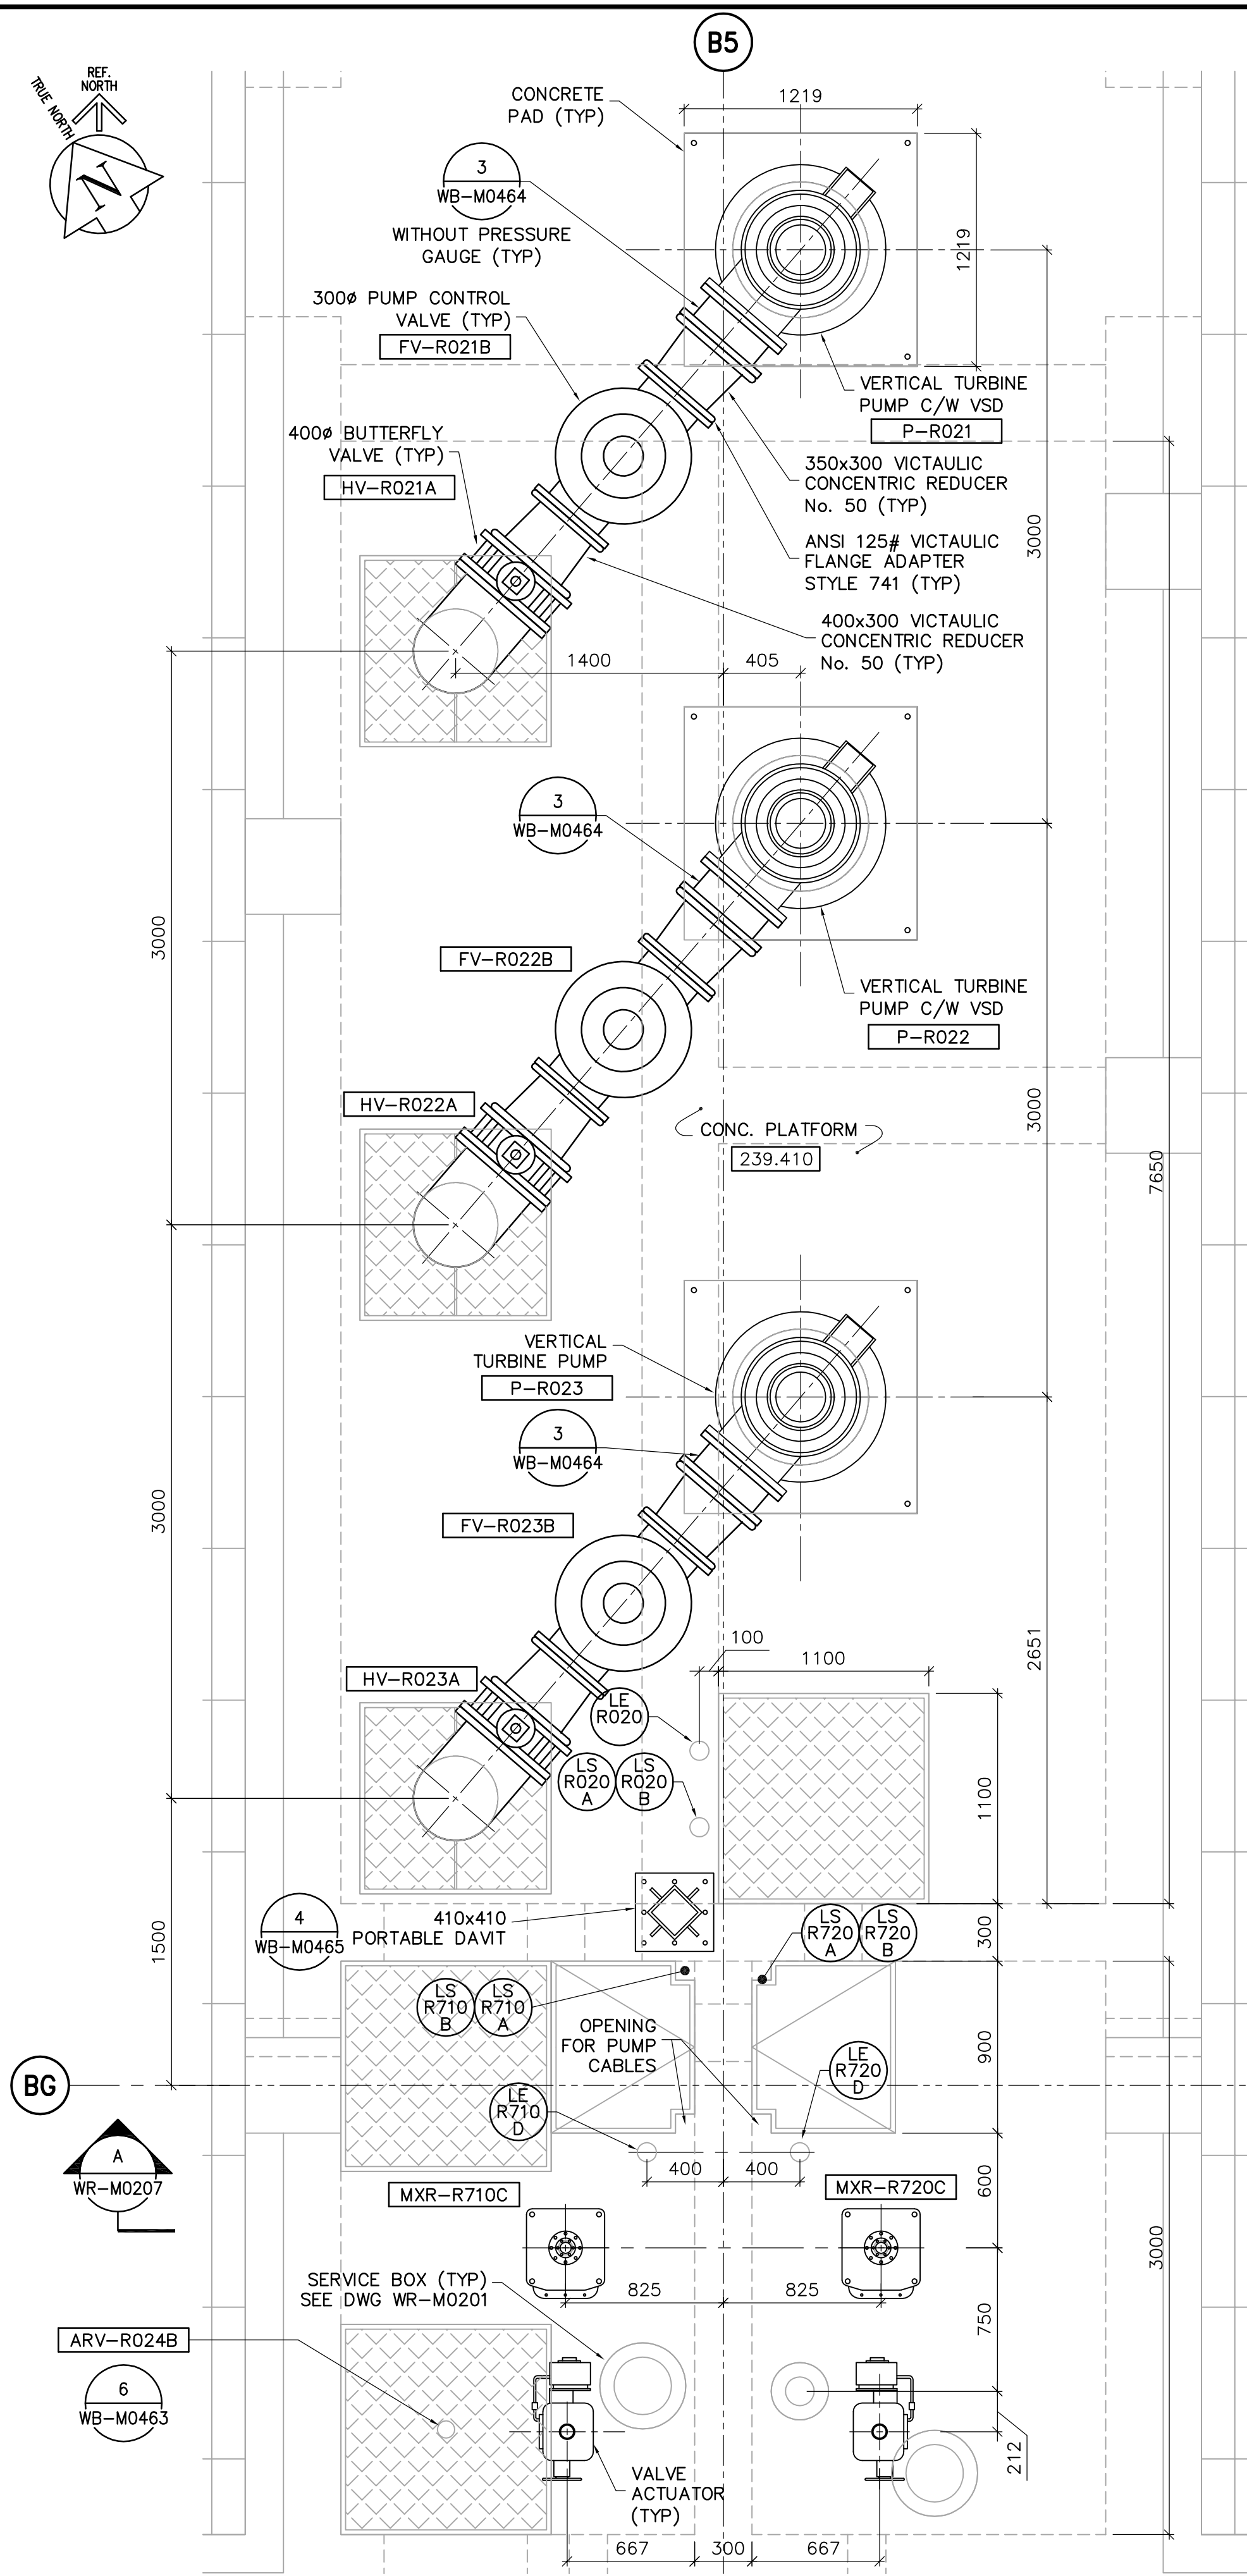 B5
REF.
NORTH
TRUE NORTH
N
CONCRETE
PAD (TYP)
1219
3
WB-M0464
WITHOUT PRESSURE
GAUGE (TYP)
1219
300ø PUMP CONTROL
VALVE (TYP)
FV-R021B
VERTICAL TURBINE
PUMP C/W VSD
P-R021
400ø BUTTERFLY
VALVE (TYP)
HV-R021A
350x300 VICTAULIC
CONCENTRIC REDUCER
No. 50 (TYP)
3000
ANSI 125# VICTAULIC
FLANGE ADAPTER
STYLE 741 (TYP)
400x300 VICTAULIC
CONCENTRIC REDUCER
No. 50 (TYP)
1400
405
3
WB-M0464
3000
FV-R022B
VERTICAL TURBINE
PUMP C/W VSD
P-R022
HV-R022A
3000
CONC. PLATFORM
239.410
7650
VERTICAL
TURBINE PUMP
P-R023
3
WB-M0464
3000
FV-R023B
100
1100
2651
HV-R023A
LE
R020
LS
R020
A
LS
R020
B
1100
4
WB-M0465
410x410
PORTABLE DAVIT
LS
R720
A
LS
R720
B
300
1500
LS
R710
B
LS
R710
A
OPENING
FOR PUMP
CABLES
900
LE
R720
D
BG
LE
R710
D
A
WR-M0207
400
400
600
MXR-R710C
MXR-R720C
3000
SERVICE BOX (TYP)
SEE DWG WR-M0201
825
825
750
ARV-R024B
6
WB-M0463
212
VALVE
ACTUATOR
(TYP)
667
300
667